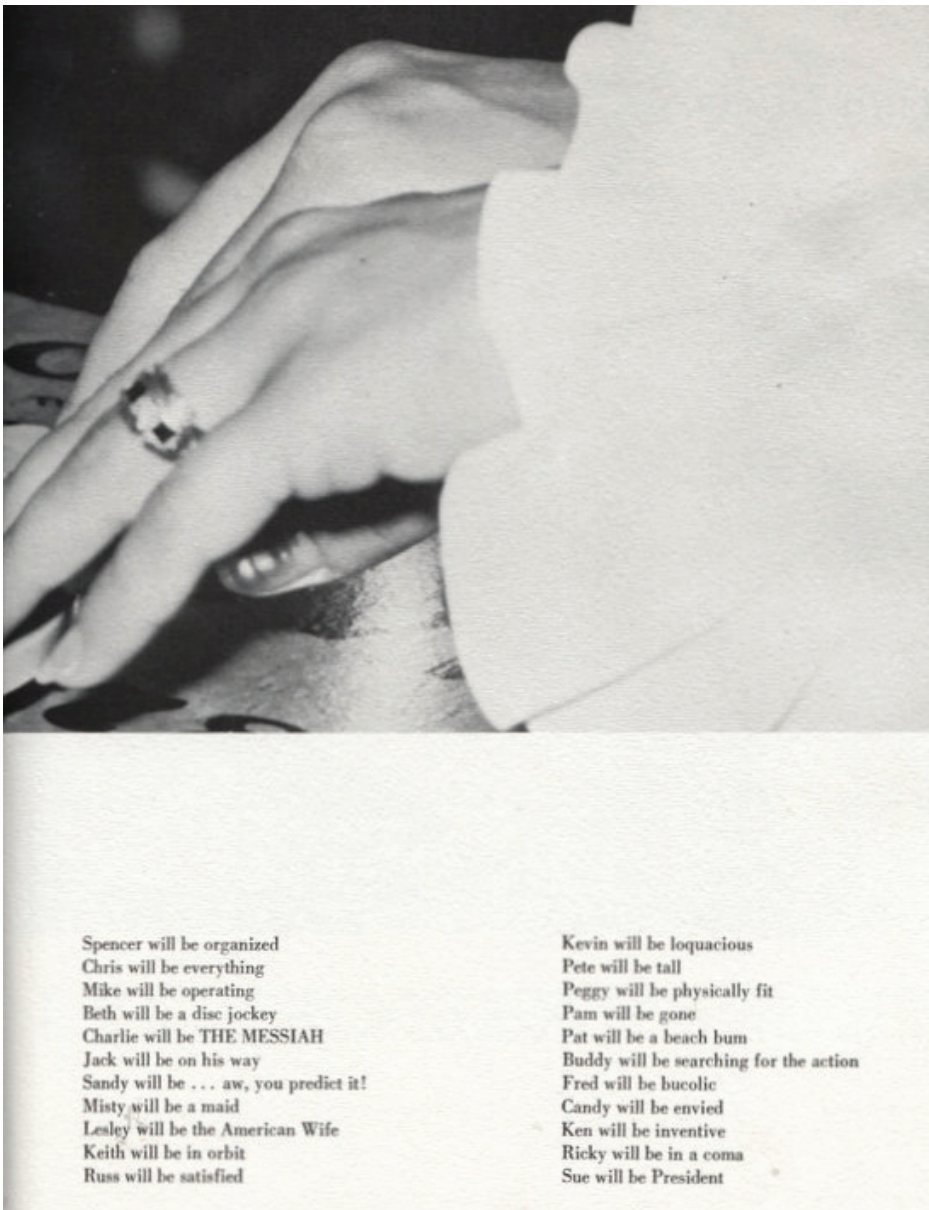 Spencer will be organized
Chris will be everything
Mike will be operating
Beth will be a disc jockey
Charlie will be THE MESSIAH
Jack will be on his way
Sandy will be ... aw, you predict it!
Misty will be a maid
Lesley will be the American Wife
Keith will be in orbit
Russ will be satisfied
Kevin will be loquacious
Pete will be tall
Peggy will be physically fit
Pam will be gone
Pat will be a beach bum
Buddy will be searching for the action
Fred will be bucolic
Candy will be envied
Ken will be inventive
Ricky will be in a coma
Sue will be President